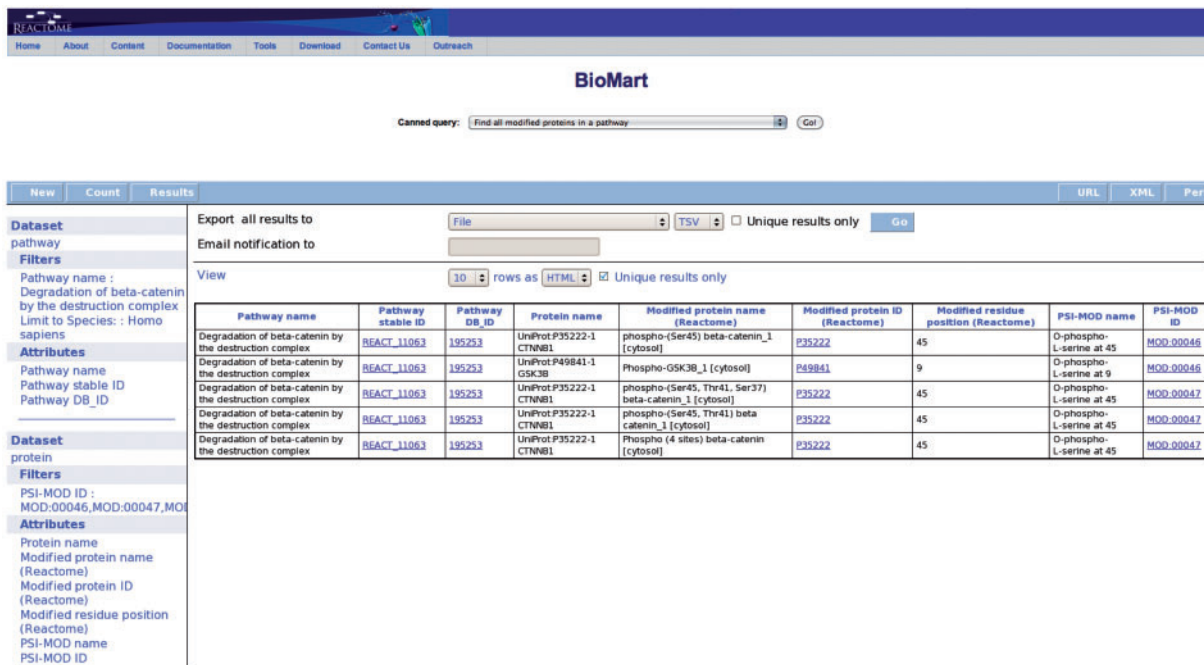 REACTOME
Home About Content Documentation Tools Download Contact Us Outreach
BioMart
Canned query: Find all modified proteins in a pathway Go!
New Count Results URL XML Per
Dataset
pathway
Filters
Pathway name :
Degradation of beta-catenin
by the destruction complex
Limit to Species: : Homo
sapiens
Attributes
Pathway name
Pathway stable ID
Pathway DB_ID
Dataset
protein
Filters
PSI-MOD ID :
MOD:00046,MOD:00047,MO
Attributes
Protein name
Modified protein name
(Reactome)
Modified protein ID
(Reactome)
Modified residue position
(Reactome)
PSI-MOD name
PSI-MOD ID
Export all results to File TSV Unique results only Go
Email notification to
View 10 rows as HTML Unique results only
Pathway name Pathway stable ID Pathway DB_ID Protein name Modified protein name (Reactome) Modified protein ID (Reactome) Modified residue position (Reactome) PSI-MOD name PSI-MOD ID
Degradation of beta-catenin by the destruction complex REACT_11063 195253 UniProt:P35222-1 CTNNB1 phospho-(Ser45) beta-catenin_1 [cytosol] P35222 45 O-phospho-L-serine at 45 MOD:00046
Degradation of beta-catenin by the destruction complex REACT_11063 195253 UniProt:P49841-1 GSK3B Phospho-GSK3B_1 [cytosol] P49841 9 O-phospho-L-serine at 9 MOD:00046
Degradation of beta-catenin by the destruction complex REACT_11063 195253 UniProt:P35222-1 CTNNB1 phospho-(Ser45, Thr41, Ser37) beta-catenin_1 [cytosol] P35222 45 O-phospho-L-serine at 45 MOD:00047
Degradation of beta-catenin by the destruction complex REACT_11063 195253 UniProt:P35222-1 CTNNB1 phospho-(Ser45, Thr41) beta catenin_1 [cytosol] P35222 45 O-phospho-L-serine at 45 MOD:00047
Degradation of beta-catenin by the destruction complex REACT_11063 195253 UniProt:P35222-1 CTNNB1 Phospho (4 sites) beta-catenin [cytosol] P35222 45 O-phospho-L-serine at 45 MOD:00047